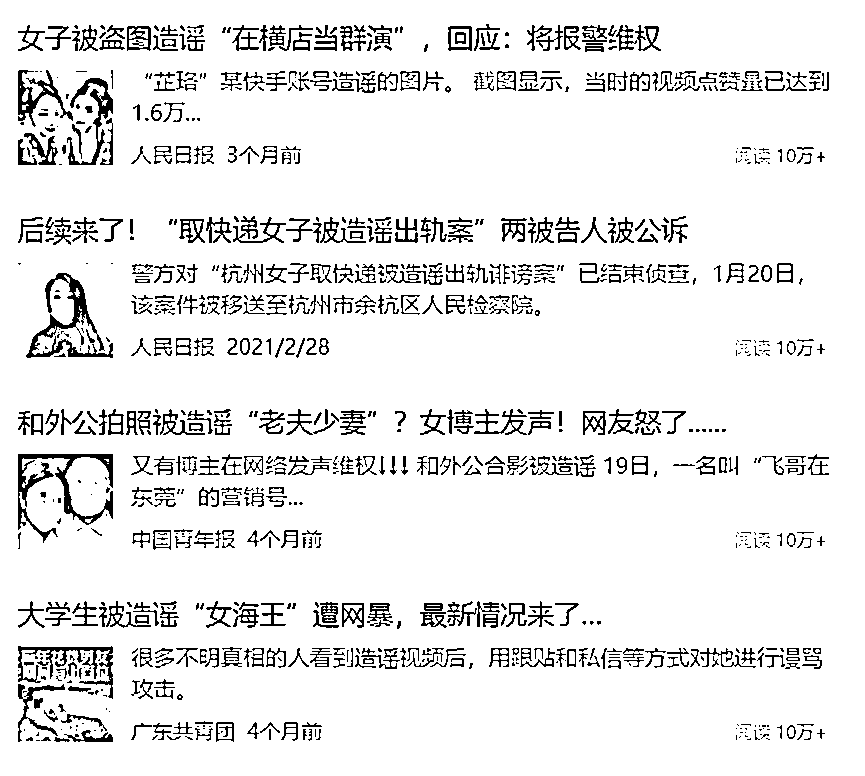 女子被盗图造谣“在横店当群演”，回应：将报警维权
“芷珞”某快手账号造谣的图片。 截图显示，当时的视频点赞量已达到
1.6万...
人民日报 3个月前
阅读 10万+
后续来了！“取快递女子被造谣出轨案”两被告人被公诉
警方对“杭州女子取快递被造谣出轨诽谤案”已结束侦查，1月20日，
该案件被移送至杭州市余杭区人民检察院。
人民日报 2021/2/28
阅读 10万+
和外公拍照被造谣“老夫少妻”？女博主发声！网友怒了......
又有博主在网络发声维权!!! 和外公合影被造谣 19日，一名叫“飞哥在
东莞”的营销号...
中国青年报 4个月前
阅读 10万+
大学生被造谣“女海王”遭网暴，最新情况来了...
很多不明真相的人看到造谣视频后，用跟贴和私信等方式对她进行谩骂
攻击。
广东共青团 4个月前
阅读 10万+